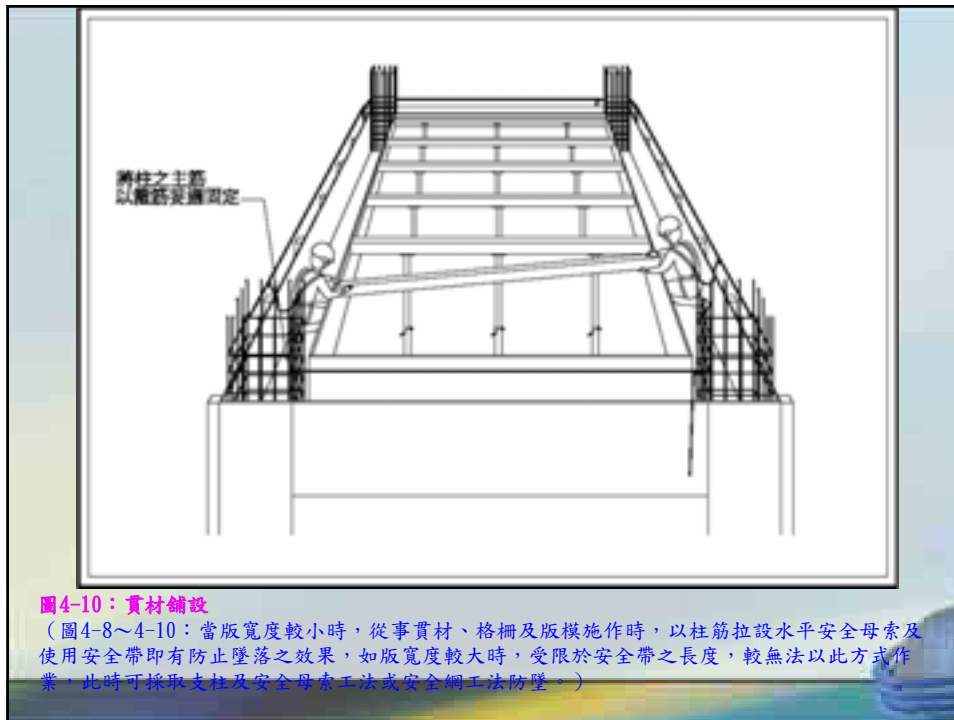 將柱之主筋
以箍筋妥適固定
圖4-10：貫材舖設
（圖4-8～4-10：當版寬度較小時，從事貫材、格柵及版模施作時，以柱筋拉設水平安全母索及
使用安全帶即有防止墜落之效果，如版寬度較大時，受限於安全帶之長度，較無法以此方式作
業，此時可採取支柱及安全母索工法或安全網工法防墜。）